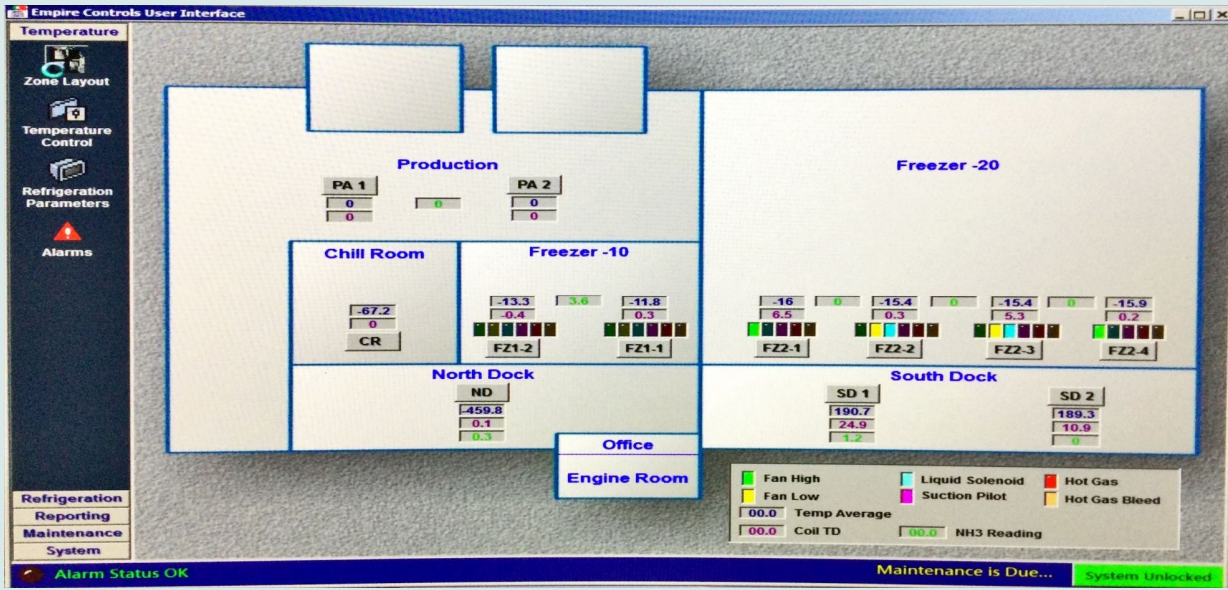 Empire Controls User Interface
Temperature
Zone Layout
Temperature
Control
Refrigeration
Parameters
Alarms
Refrigeration
Reporting
Maintenance
System
Production
PA 1
0
0
0
PA 2
0
0
Chill Room
-67.2
0
CR
Freezer -10
-13.3 3.6 -11.8
-0.4 0.3
FZ1-2 FZ1-1
Freezer -20
-16 0 -15.4 0 -15.4 0 -15.9
6.5 0.3 5.3 0.2
FZ2-1 FZ2-2 FZ2-3 FZ2-4
North Dock
ND
-459.8
0.1
0.3
Office
Engine Room
South Dock
SD 1 SD 2
190.7 189.3
24.9 10.9
1.2 0
Fan High Liquid Solenoid Hot Gas
Fan Low Suction Pilot Hot Gas Bleed
00.0 Temp Average
00.0 Coil TD 00.0 NH3 Reading
Alarm Status OK
Maintenance is Due...
System Unlocked